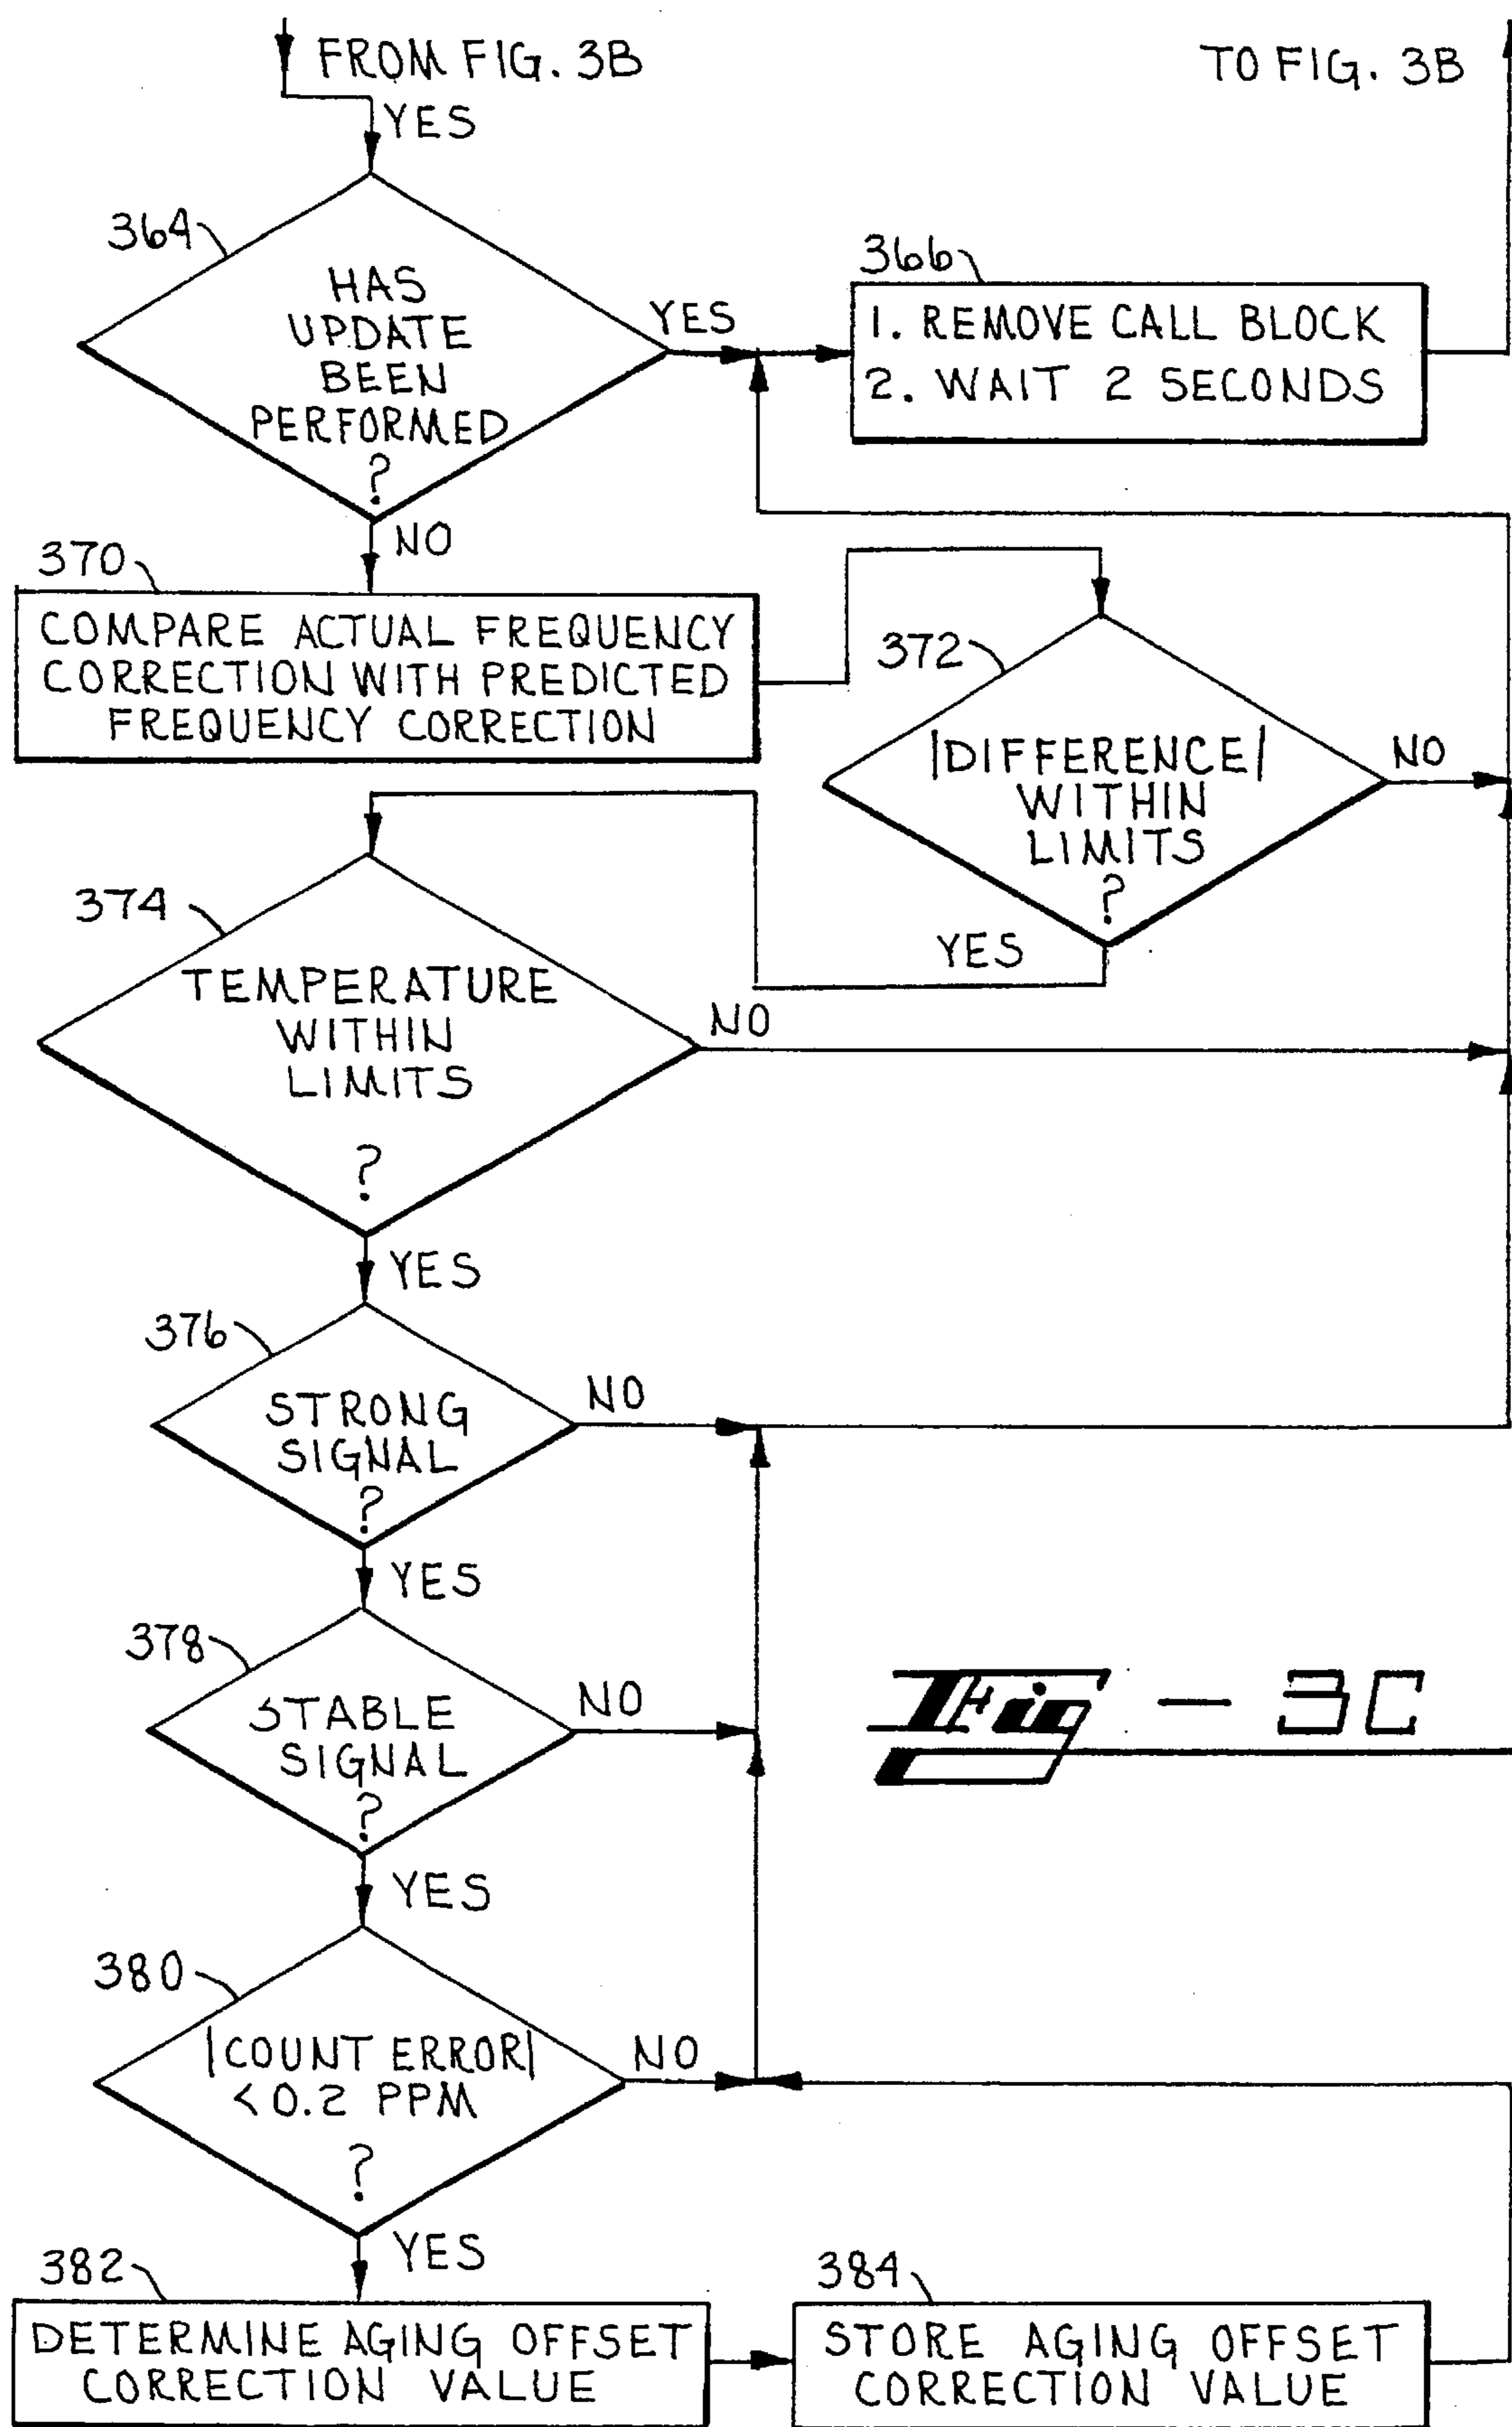 FROM FIG. 3B
TO FIG. 3B
YES
364
HAS
UPDATE
BEEN
PERFORMED
?
YES
366
1. REMOVE CALL BLOCK
2. WAIT 2 SECONDS
NO
370
COMPARE ACTUAL FREQUENCY
CORRECTION WITH PREDICTED
FREQUENCY CORRECTION
372
|DIFFERENCE|
WITHIN
LIMITS
?
NO
YES
374
TEMPERATURE
WITHIN
LIMITS
?
NO
YES
376
STRONG
SIGNAL
?
NO
YES
378
STABLE
SIGNAL
?
NO
Fig - 3C
YES
380
|COUNT ERROR|
<0.2 PPM
?
NO
YES
382
DETERMINE AGING OFFSET
CORRECTION VALUE
384
STORE AGING OFFSET
CORRECTION VALUE